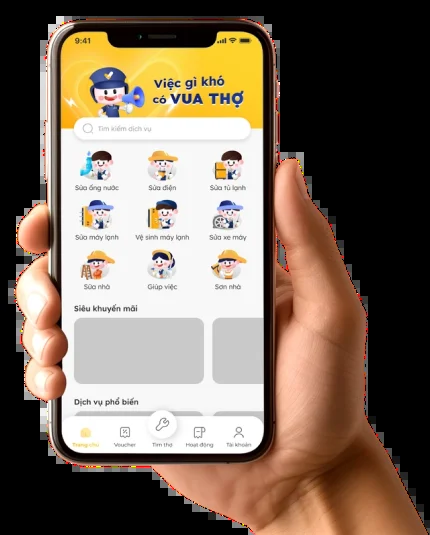 9:41
Việc gì khó
có VUA THỢ
Tìm kiếm dịch vụ
Sửa ống nước
Sửa điện
Sửa tủ lạnh
Sửa máy lạnh
Vệ sinh máy lạnh
Sửa xe máy
Sửa nhà
Giúp việc
Sơn nhà
Siêu khuyến mãi
Dịch vụ phổ biến
Trang chủ
Voucher
Tìm thợ
Hoạt động
Tài khoản